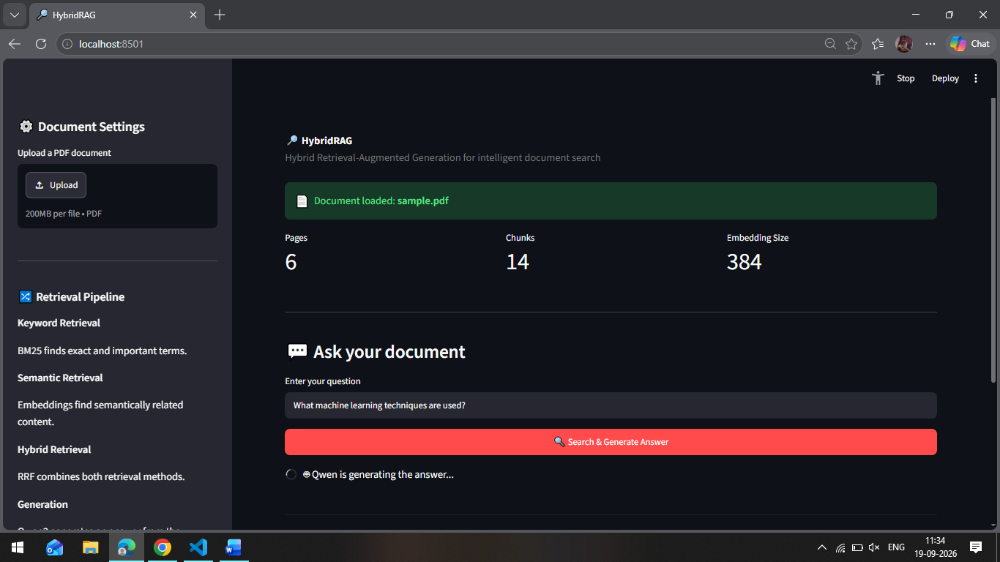 HybridRAG
localhost:8501
Chat
Stop
Deploy
Document Settings
Upload a PDF document
Upload
200MB per file • PDF
Retrieval Pipeline
Keyword Retrieval
BM25 finds exact and important terms.
Semantic Retrieval
Embeddings find semantically related
content.
Hybrid Retrieval
RRF combines both retrieval methods.
Generation
HybridRAG
Hybrid Retrieval-Augmented Generation for intelligent document search
Document loaded: sample.pdf
Pages
6
Chunks
14
Embedding Size
384
Ask your document
Enter your question
What machine learning techniques are used?
Search & Generate Answer
Qwen is generating the answer...
ENG
11:34
19-09-2026